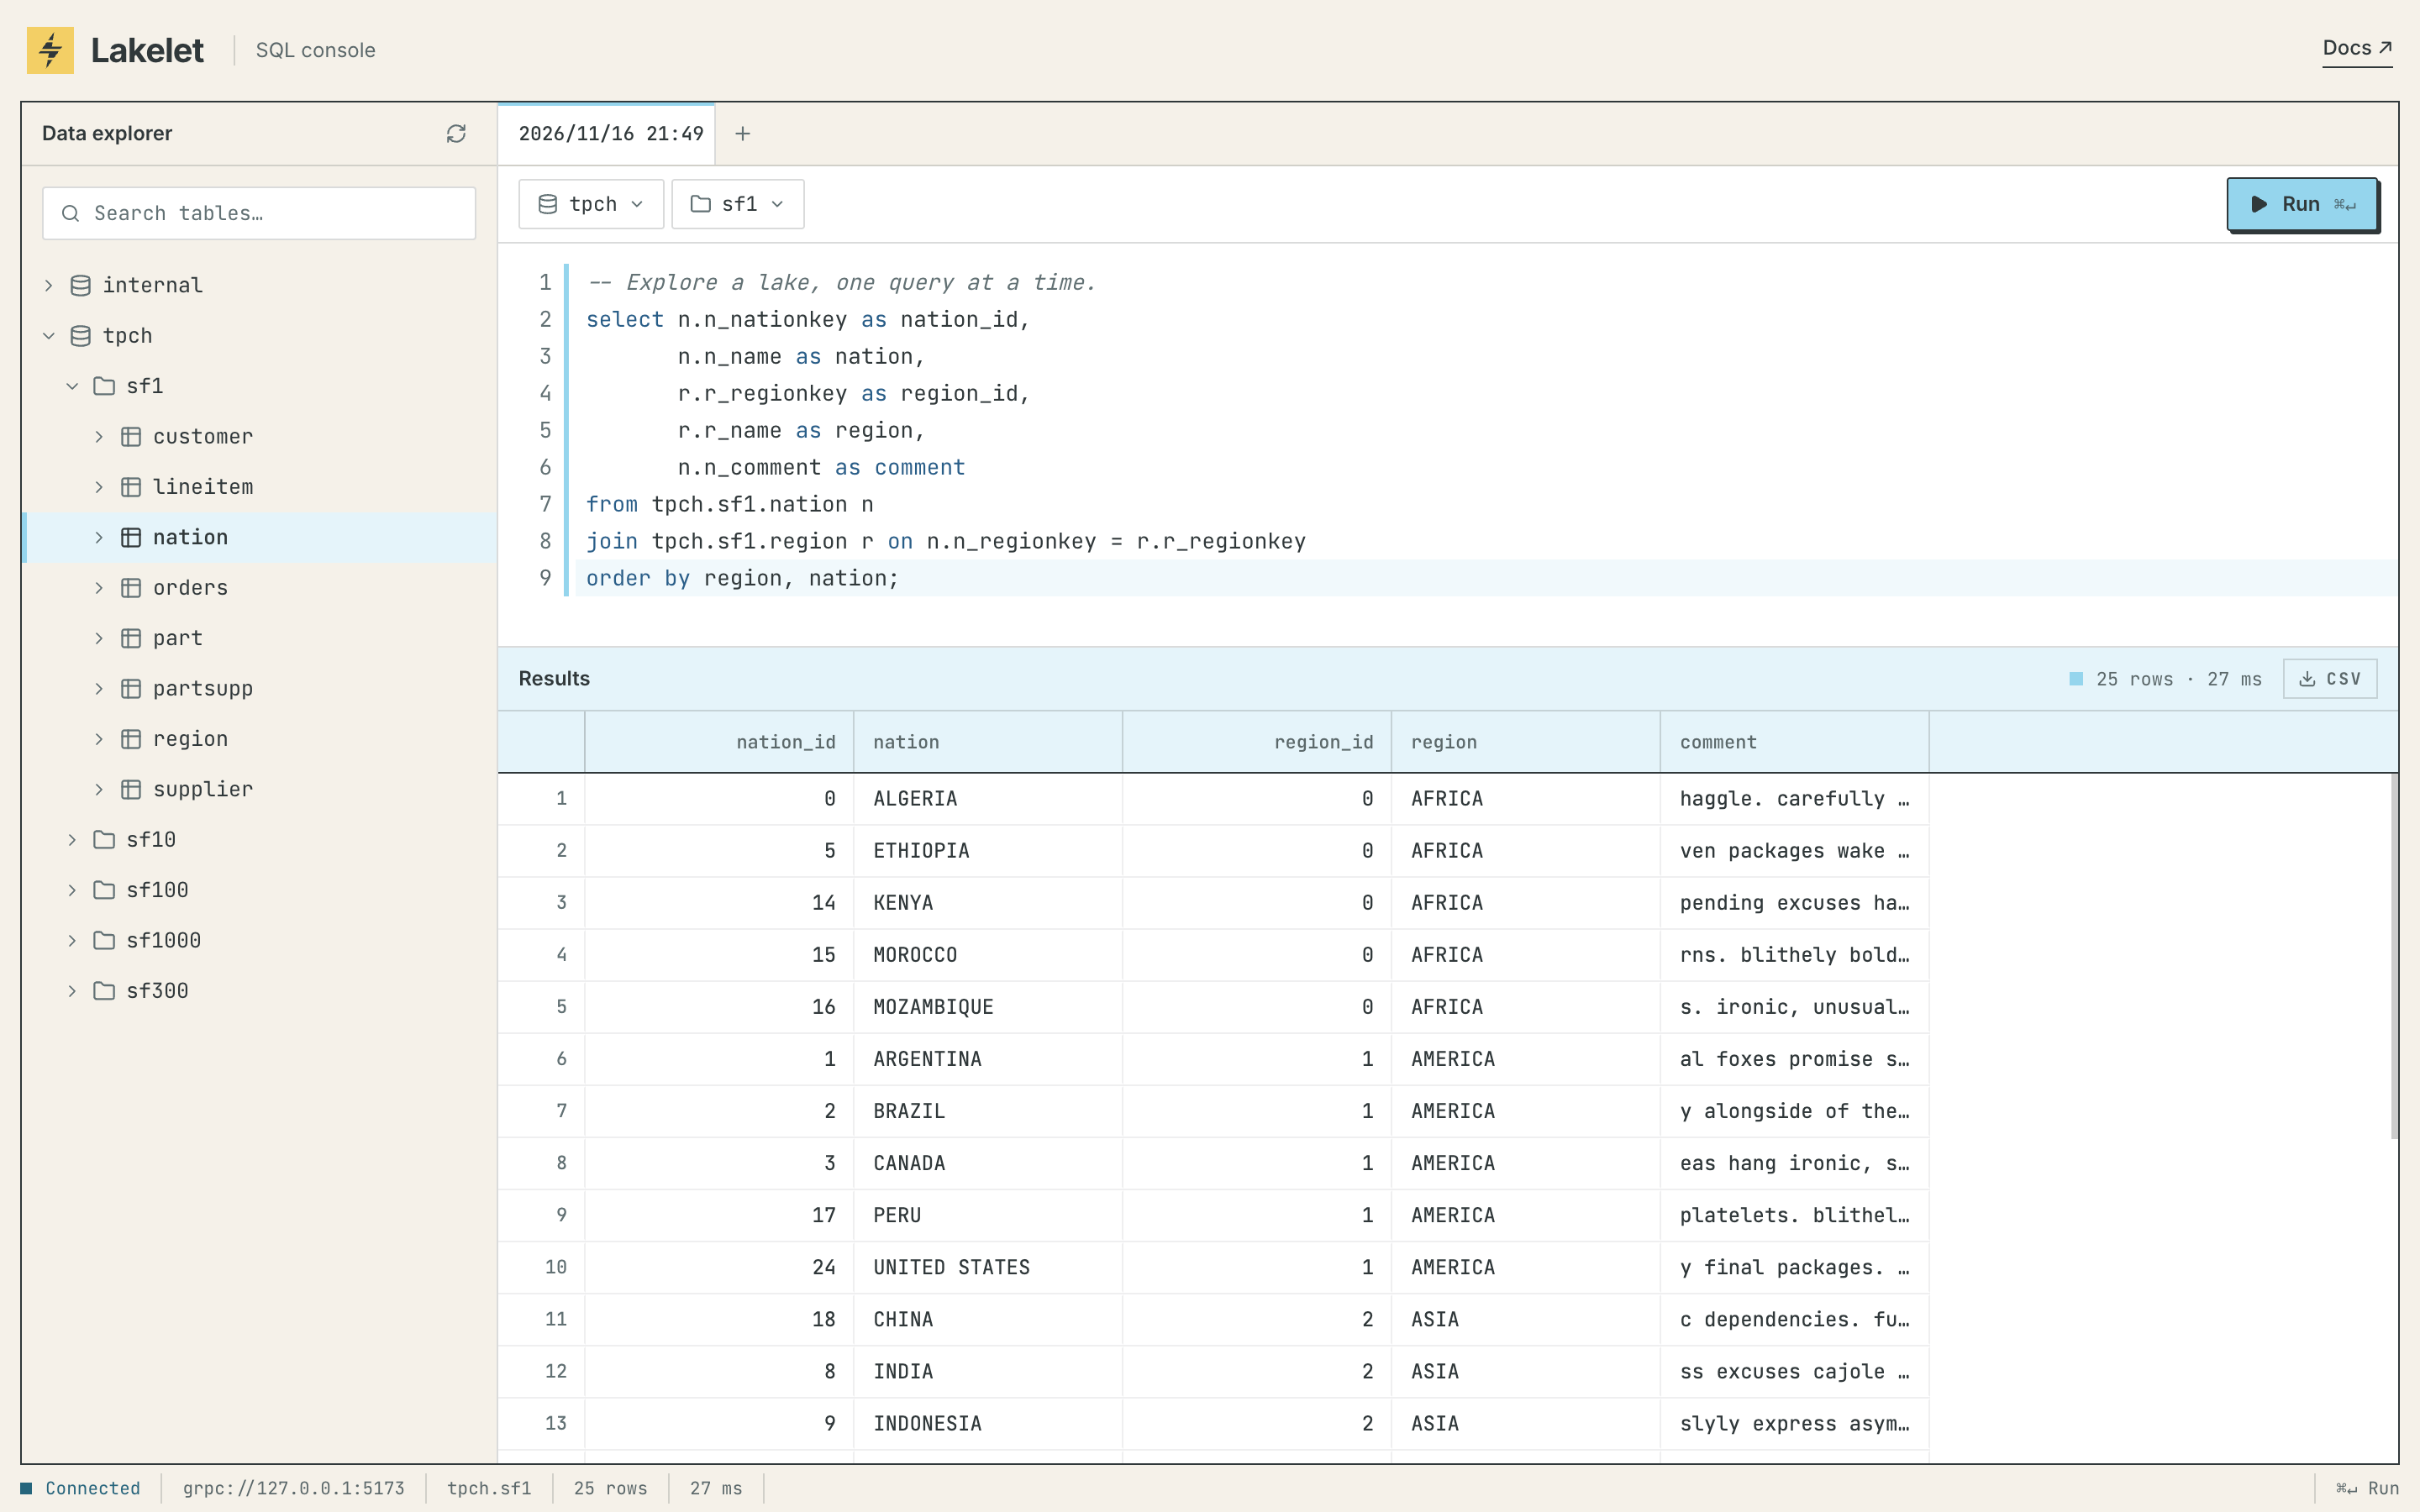 Lakelet
SQL console
Docs ↗
Data explorer
Search tables…
internal
tpch
sf1
customer
lineitem
nation
orders
part
partsupp
region
supplier
sf10
sf100
sf1000
sf300
2026/11/16 21:49 +
tpch sf1
Run ⌘↵
1 -- Explore a lake, one query at a time.
2 select n.n_nationkey as nation_id,
3 n.n_name as nation,
4 r.r_regionkey as region_id,
5 r.r_name as region,
6 n.n_comment as comment
7 from tpch.sf1.nation n
8 join tpch.sf1.region r on n.n_regionkey = r.r_regionkey
9 order by region, nation;
Results
25 rows · 27 ms
CSV
nation_id nation region_id region comment
1 0 ALGERIA 0 AFRICA haggle. carefully …
2 5 ETHIOPIA 0 AFRICA ven packages wake …
3 14 KENYA 0 AFRICA pending excuses ha…
4 15 MOROCCO 0 AFRICA rns. blithely bold…
5 16 MOZAMBIQUE 0 AFRICA s. ironic, unusual…
6 1 ARGENTINA 1 AMERICA al foxes promise s…
7 2 BRAZIL 1 AMERICA y alongside of the…
8 3 CANADA 1 AMERICA eas hang ironic, s…
9 17 PERU 1 AMERICA platelets. blithel…
10 24 UNITED STATES 1 AMERICA y final packages. …
11 18 CHINA 2 ASIA c dependencies. fu…
12 8 INDIA 2 ASIA ss excuses cajole …
13 9 INDONESIA 2 ASIA slyly express asym…
Connected grpc://127.0.0.1:5173 tpch.sf1 25 rows 27 ms
⌘↵ Run